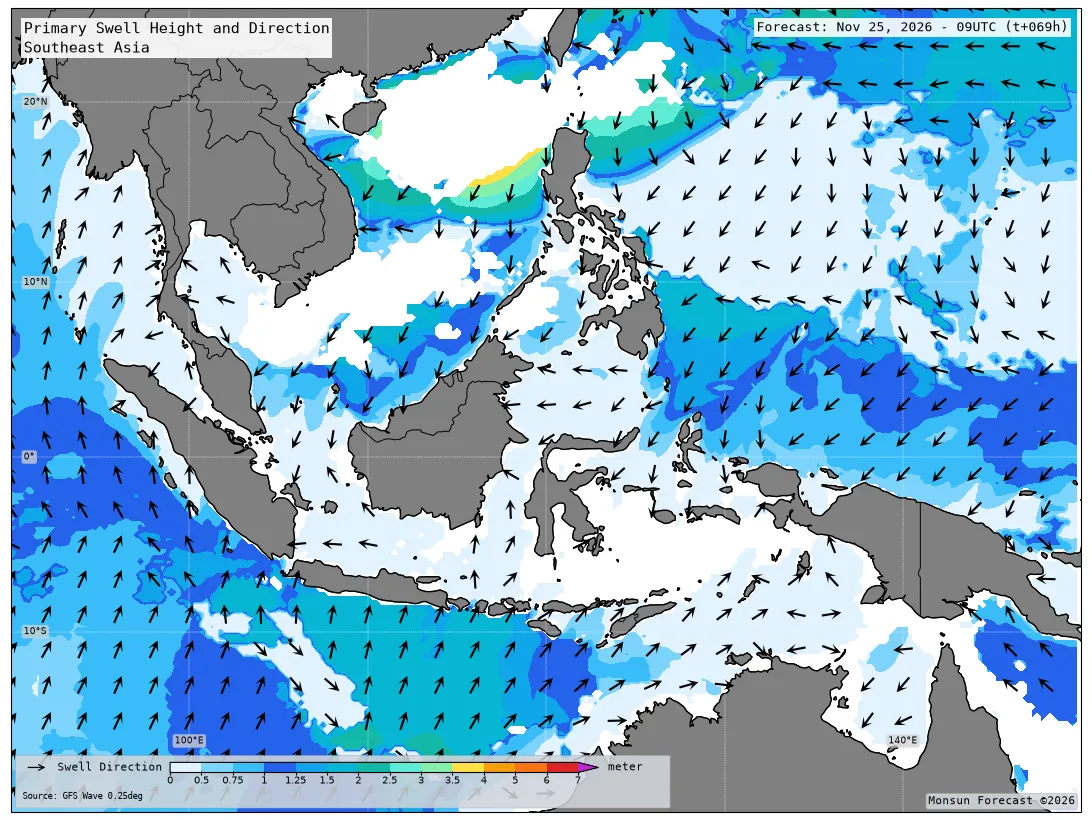 Primary Swell Height and Direction
Southeast Asia
Forecast: Nov 25, 2026 - 09UTC (t+069h)
20°N
10°N
0°
10°S
100°E
140°E
Swell Direction
meter
0 0.5 0.75 1 1.25 1.5 2 2.5 3 3.5 4 5 6 7
Source: GFS Wave 0.25deg
Monsun Forecast ©2026